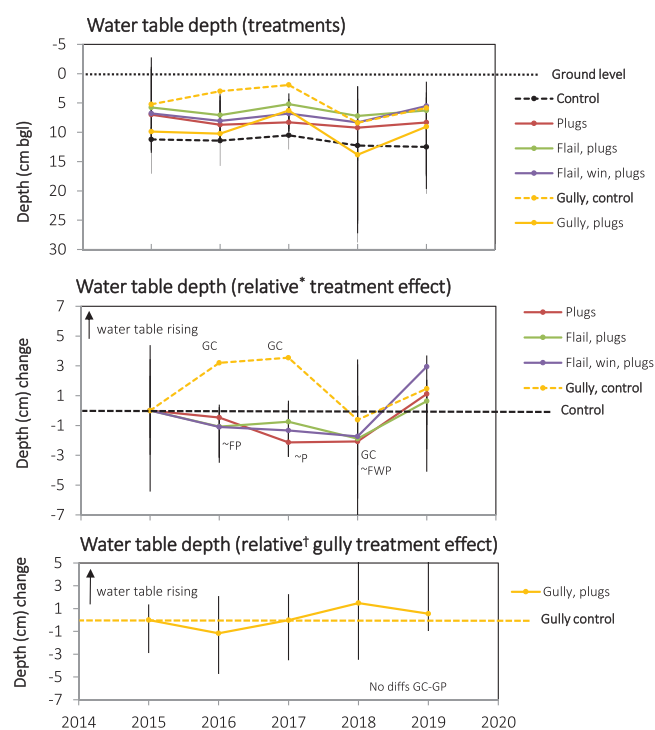 Water table depth (treatments)
Depth (cm bgl)
-5
0
5
10
15
20
25
30
Ground level
Control
Plugs
Flail, plugs
Flail, win, plugs
Gully, control
Gully, plugs
Water table depth (relative* treatment effect)
Depth (cm) change
7
5
3
1
-1
-3
-5
-7
water table rising
GC
GC
~FP
~P
GC
~FWP
Plugs
Flail, plugs
Flail, win, plugs
Gully, control
Control
Water table depth (relative† gully treatment effect)
Depth (cm) change
5
3
1
-1
-3
-5
-7
water table rising
No diffs GC-GP
Gully, plugs
Gully control
2014 2015 2016 2017 2018 2019 2020